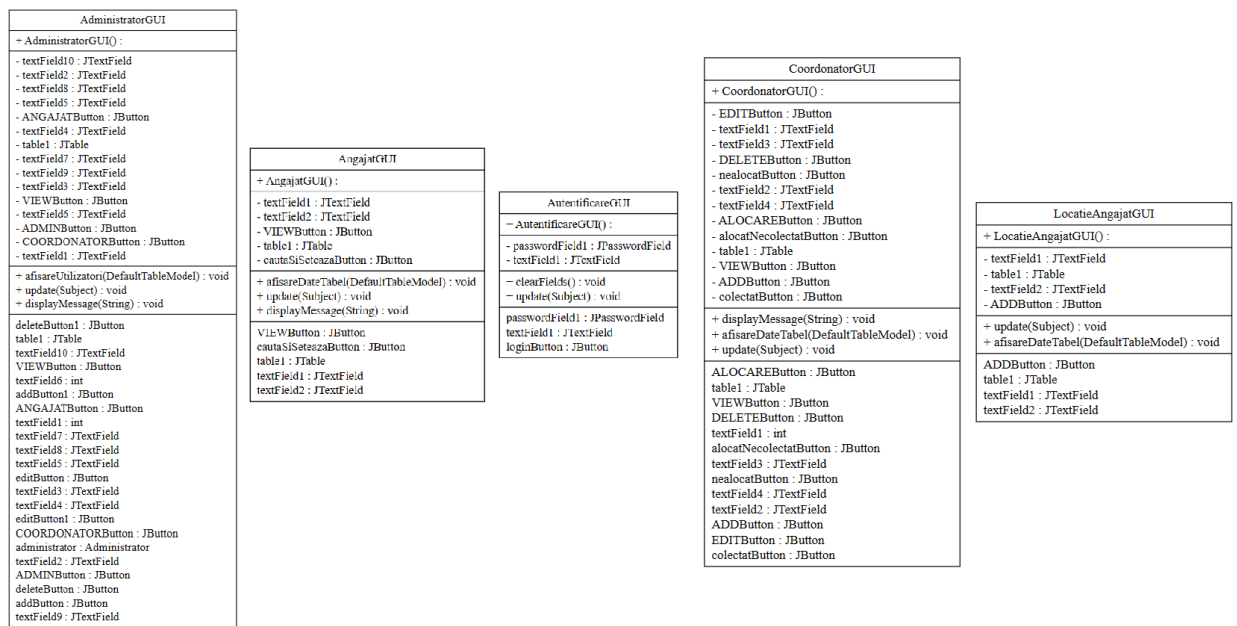 AdministratorGUI
+ AdministratorGUI() :
- textField10 : JTextField
- textField2 : JTextField
- textField8 : JTextField
- textField5 : JTextField
- ANGAJATButton : JButton
- textField4 : JTextField
- table1 : JTable
- textField7 : JTextField
- textField9 : JTextField
- textField3 : JTextField
- VIEWButton : JButton
- textField6 : JTextField
- ADMINButton : JButton
- COORDONATORButton : JButton
- textField1 : JTextField
+ afisareUtilizatori(DefaultTableModel) : void
+ update(Subject) : void
+ displayMessage(String) : void
deleteButton1 : JButton
table1 : JTable
textField10 : JTextField
VIEWButton : JButton
textField6 : int
addButton1 : JButton
ANGAJATButton : JButton
textField1 : int
textField7 : JTextField
textField8 : JTextField
textField5 : JTextField
editButton : JButton
textField3 : JTextField
textField4 : JTextField
editButton1 : JButton
COORDONATORButton : JButton
administrator : Administrator
textField2 : JTextField
ADMINButton : JButton
deleteButton : JButton
addButton : JButton
textField9 : JTextField
AngajatGUI
+ AngajatGUI() :
- textField1 : JTextField
- textField2 : JTextField
- VIEWButton : JButton
- table1 : JTable
- cautaSiSeteazaButton : JButton
+ afisareDateTabel(DefaultTableModel) : void
+ update(Subject) : void
+ displayMessage(String) : void
VIEWButton : JButton
cautaSiSeteazaButton : JButton
table1 : JTable
textField1 : JTextField
textField2 : JTextField
AutentificareGUI
+ AutentificareGUI() :
- passwordField1 : JPasswordField
- textField1 : JTextField
+ clearFields() : void
+ update(Subject) : void
passwordField1 : JPasswordField
textField1 : JTextField
loginButton : JButton
CoordonatorGUI
+ CoordonatorGUI() :
- EDITButton : JButton
- textField1 : JTextField
- textField3 : JTextField
- DELETEButton : JButton
- nealocatButton : JButton
- textField2 : JTextField
- textField4 : JTextField
- ALOCAREButton : JButton
- alocatNecolectatButton : JButton
- table1 : JTable
- VIEWButton : JButton
- ADDButton : JButton
- colectatButton : JButton
+ displayMessage(String) : void
+ afisareDateTabel(DefaultTableModel) : void
+ update(Subject) : void
ALOCAREButton : JButton
table1 : JTable
VIEWButton : JButton
DELETEButton : JButton
textField1 : int
alocatNecolectatButton : JButton
textField3 : JTextField
nealocatButton : JButton
textField4 : JTextField
textField2 : JTextField
ADDButton : JButton
EDITButton : JButton
colectatButton : JButton
LocatieAngajatGUI
+ LocatieAngajatGUI() :
- textField1 : JTextField
- table1 : JTable
- textField2 : JTextField
- ADDButton : JButton
+ update(Subject) : void
+ afisareDateTabel(DefaultTableModel) : void
ADDButton : JButton
table1 : JTable
textField1 : JTextField
textField2 : JTextField